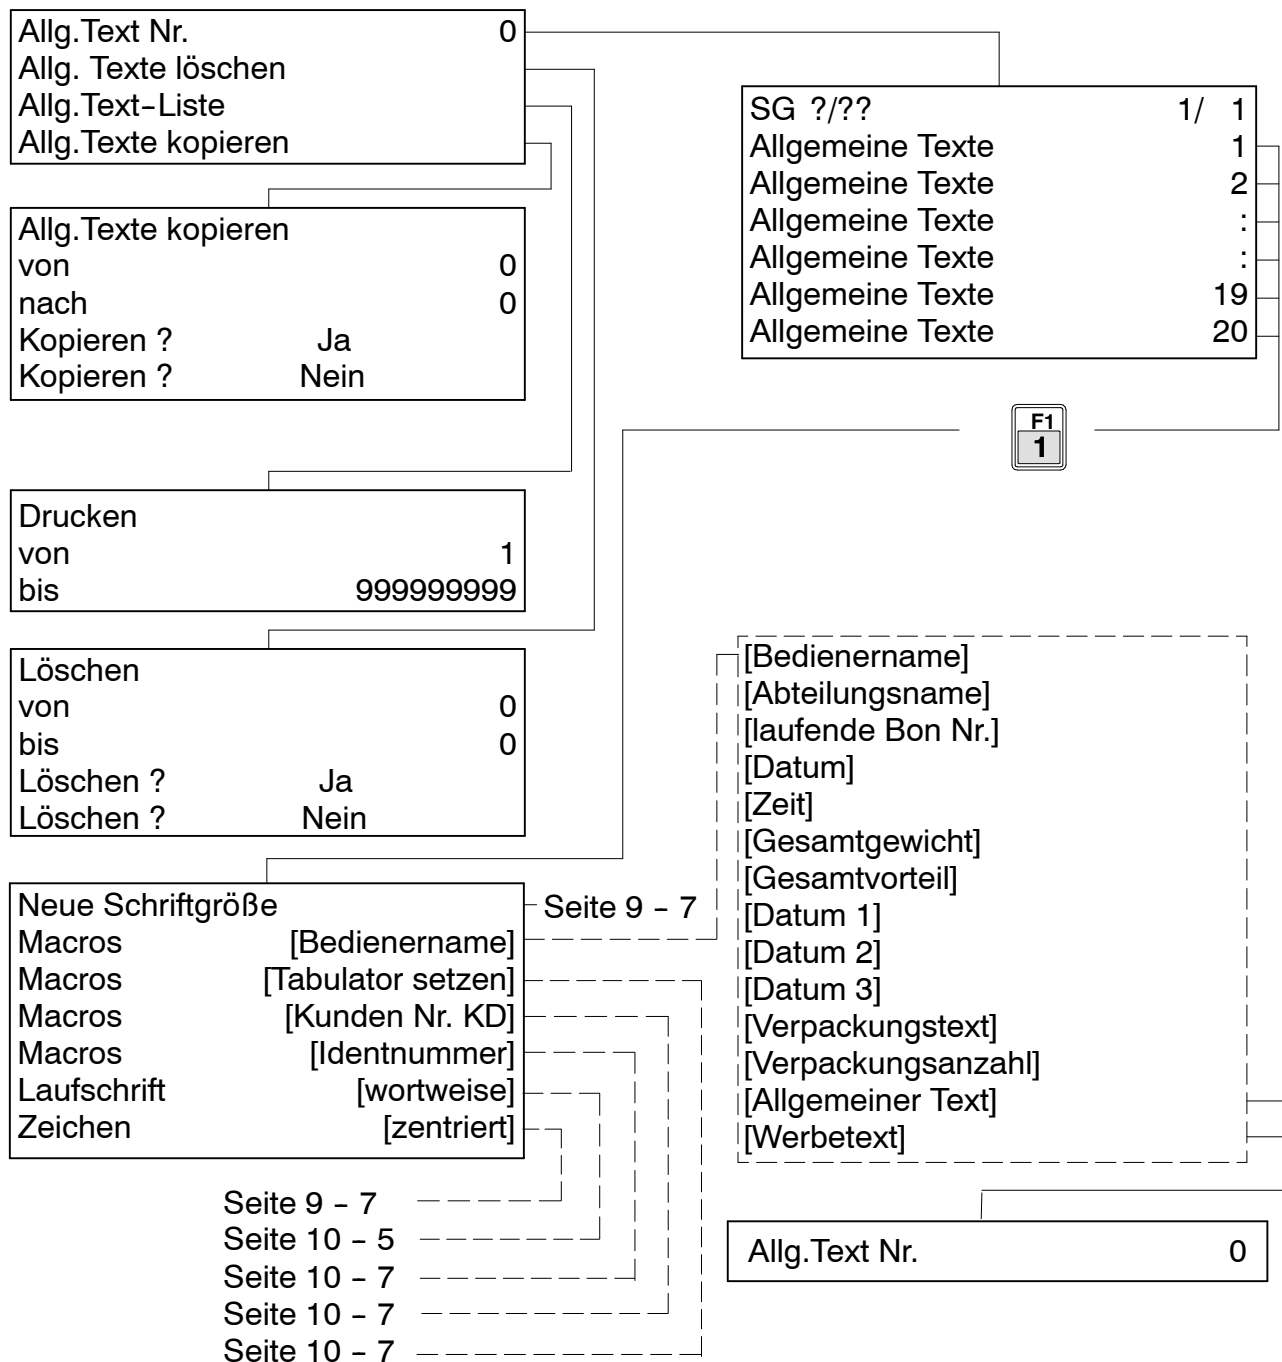 Allg.Text Nr. 0
Allg. Texte löschen
Allg.Text-Liste
Allg.Texte kopieren
SG ?/?? 1/ 1
Allgemeine Texte 1
Allgemeine Texte 2
Allgemeine Texte :
Allgemeine Texte :
Allgemeine Texte 19
Allgemeine Texte 20
Allg.Texte kopieren
von 0
nach 0
Kopieren ? Ja
Kopieren ? Nein
F1
1
Drucken
von 1
bis 999999999
Löschen
von 0
bis 0
Löschen ? Ja
Löschen ? Nein
[Bedienername]
[Abteilungsname]
[laufende Bon Nr.]
[Datum]
[Zeit]
[Gesamtgewicht]
[Gesamtvorteil]
[Datum 1]
[Datum 2]
[Datum 3]
[Verpackungstext]
[Verpackungsanzahl]
[Allgemeiner Text]
[Werbetext]
Neue Schriftgröße Seite 9 - 7
Macros [Bedienername]
Macros [Tabulator setzen]
Macros [Kunden Nr. KD]
Macros [Identnummer]
Laufschrift [wortweise]
Zeichen [zentriert]
Seite 9 - 7
Seite 10 - 5
Seite 10 - 7
Seite 10 - 7
Seite 10 - 7
Allg.Text Nr. 0